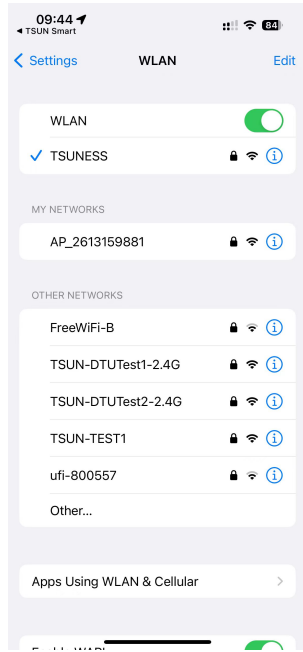 09:44
84
◀ TSUN Smart
Settings
WLAN
Edit
WLAN
TSUNESS
MY NETWORKS
AP_2613159881
OTHER NETWORKS
FreeWiFi-B
TSUN-DTUTest1-2.4G
TSUN-DTUTest2-2.4G
TSUN-TEST1
ufi-800557
Other...
Apps Using WLAN & Cellular